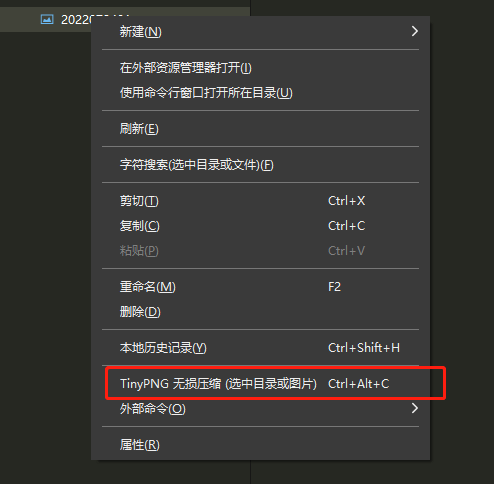 新建(N)
在外部资源管理器打开(I)
使用命令行窗口打开所在目录(U)
刷新(E)
字符搜索(选中目录或文件)(F)
剪切(T) Ctrl+X
复制(C) Ctrl+C
粘贴(P) Ctrl+V
重命名(M) F2
删除(D)
本地历史记录(Y) Ctrl+Shift+H
TinyPNG 无损压缩 (选中目录或图片) Ctrl+Alt+C
外部命令(O)
属性(R)